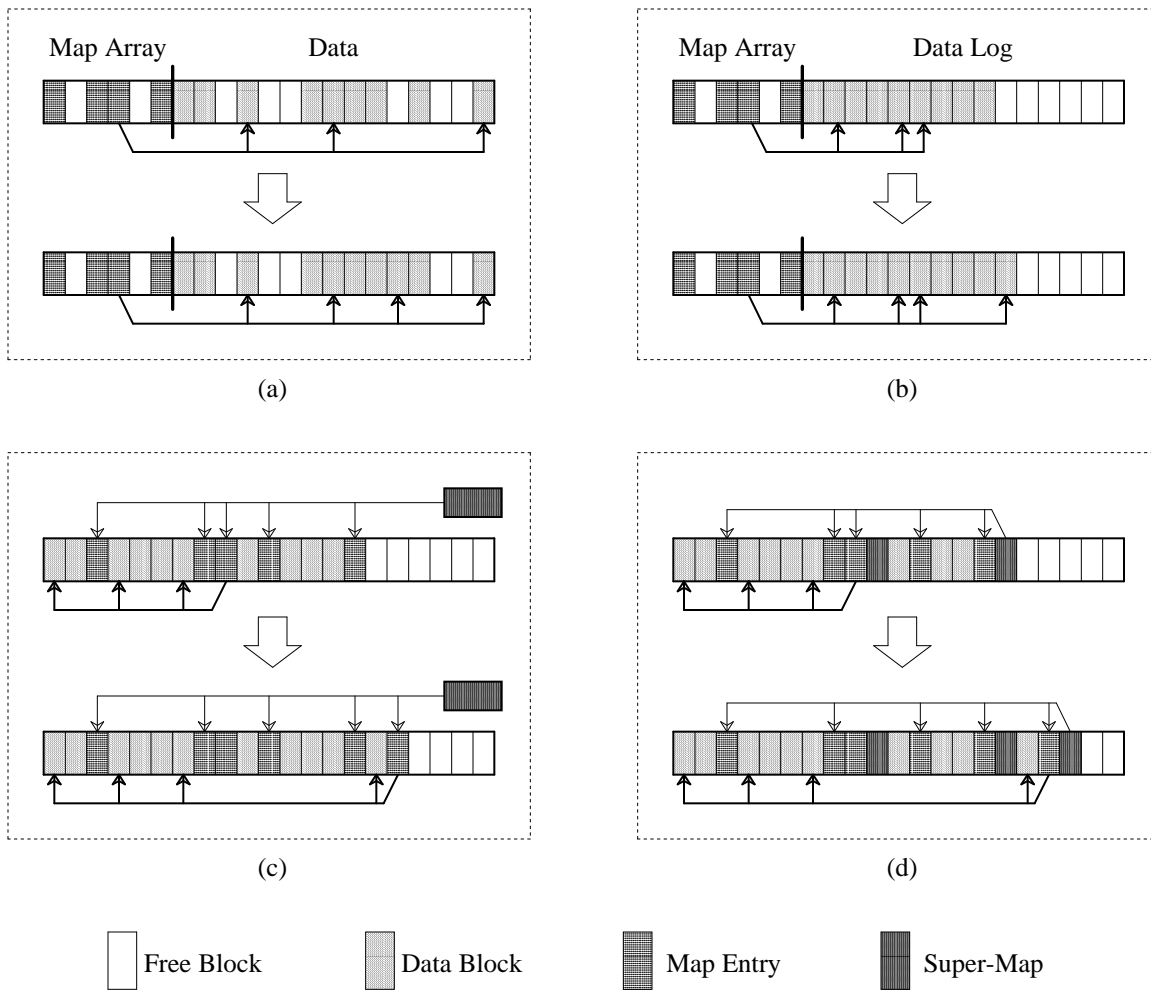 Map Array Data
Map Array Data Log
(a)
(b)
(c)
(d)
Free Block
Data Block
Map Entry
Super-Map